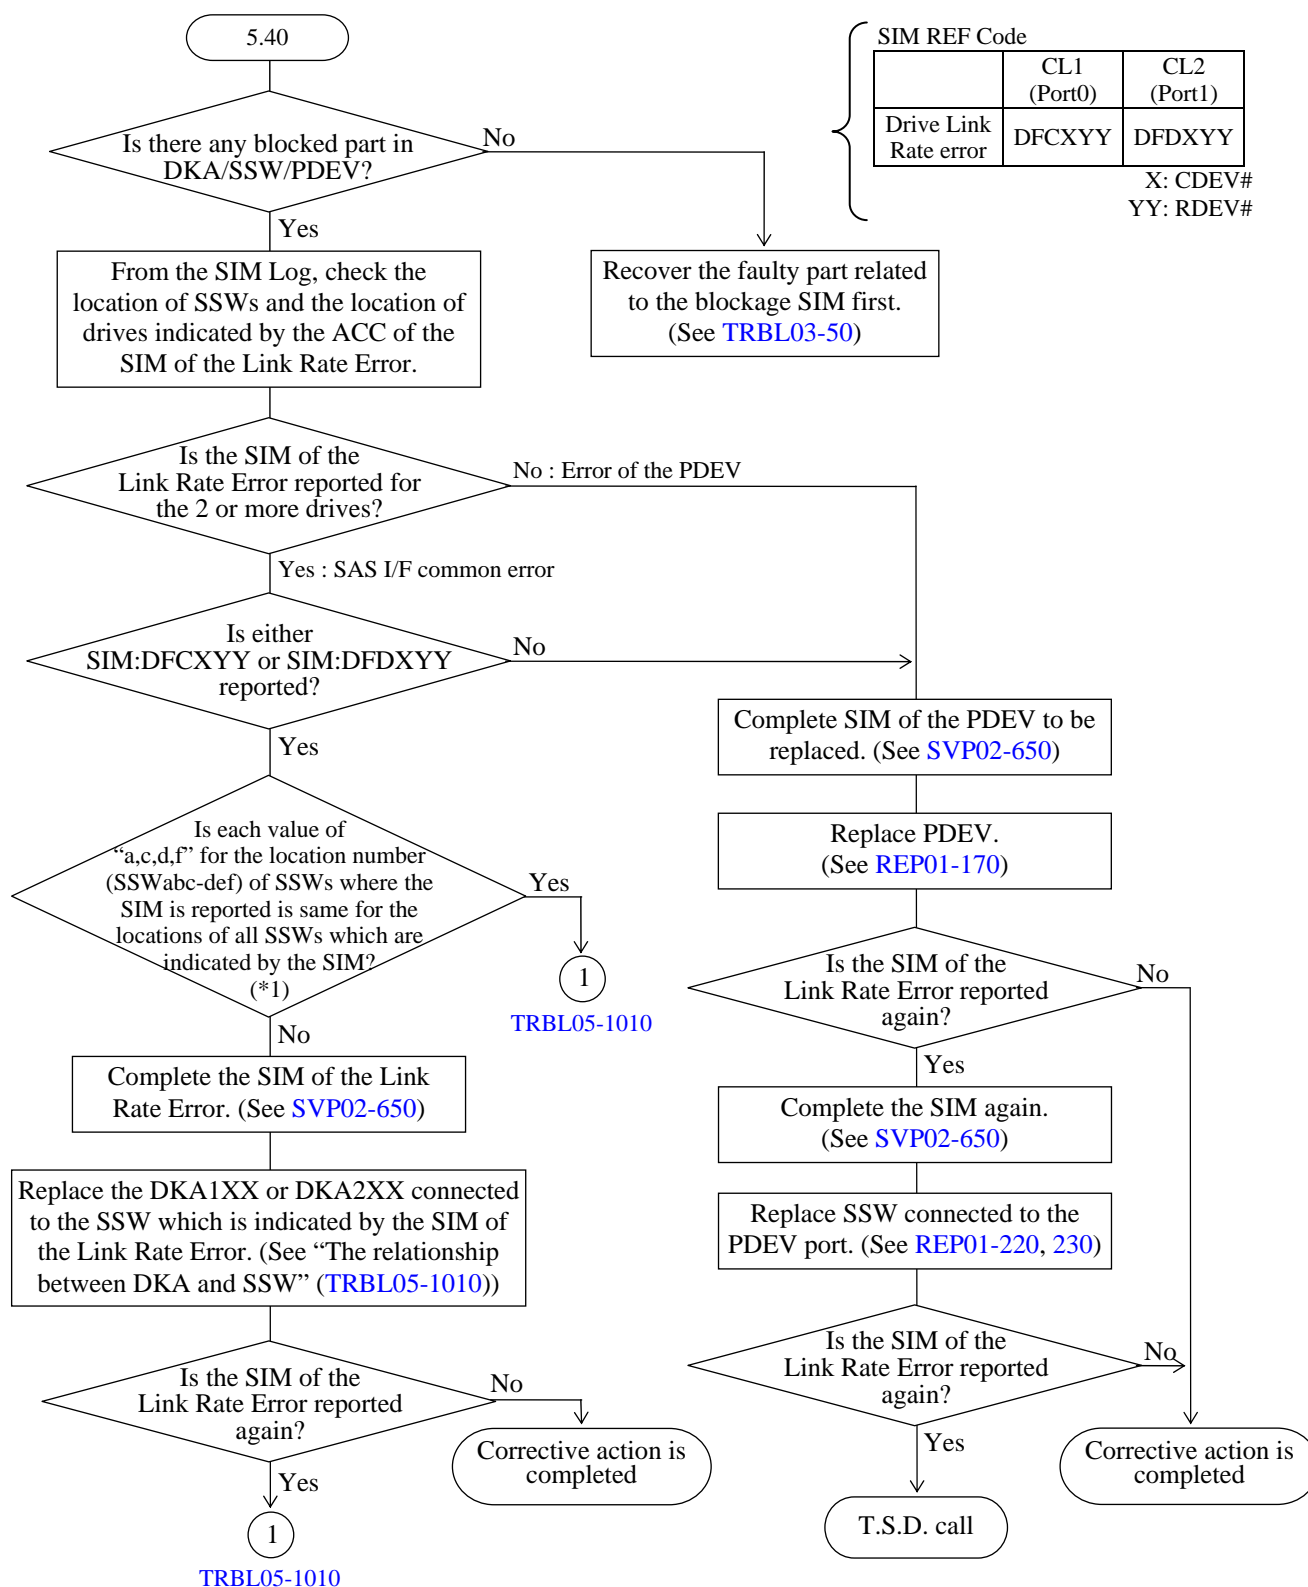 5.40
SIM REF Code
CL1
(Port0)
CL2
(Port1)
Drive Link
Rate error
DFCXYY
DFDXYY
X: CDEV#
YY: RDEV#
Is there any blocked part in
DKA/SSW/PDEV?
No
Yes
From the SIM Log, check the
location of SSWs and the location of
drives indicated by the ACC of the
SIM of the Link Rate Error.
Recover the faulty part related
to the blockage SIM first.
(See TRBL03-50)
Is the SIM of the
Link Rate Error reported for
the 2 or more drives?
No : Error of the PDEV
Yes : SAS I/F common error
Is either
SIM:DFCXYY or SIM:DFDXYY
reported?
No
Yes
Complete SIM of the PDEV to be
replaced. (See SVP02-650)
Is each value of
“a,c,d,f” for the location number
(SSWabc-def) of SSWs where the
SIM is reported is same for the
locations of all SSWs which are
indicated by the SIM?
(*1)
Yes
1
TRBL05-1010
No
Replace PDEV.
(See REP01-170)
Is the SIM of the
Link Rate Error reported
again?
No
Yes
Complete the SIM of the Link
Rate Error. (See SVP02-650)
Complete the SIM again.
(See SVP02-650)
Replace the DKA1XX or DKA2XX connected
to the SSW which is indicated by the SIM of
the Link Rate Error. (See “The relationship
between DKA and SSW” (TRBL05-1010))
Replace SSW connected to the
PDEV port. (See REP01-220, 230)
Is the SIM of the
Link Rate Error reported
again?
No
Yes
Is the SIM of the
Link Rate Error reported
again?
No
Yes
Corrective action is
completed
Corrective action is
completed
1
TRBL05-1010
T.S.D. call